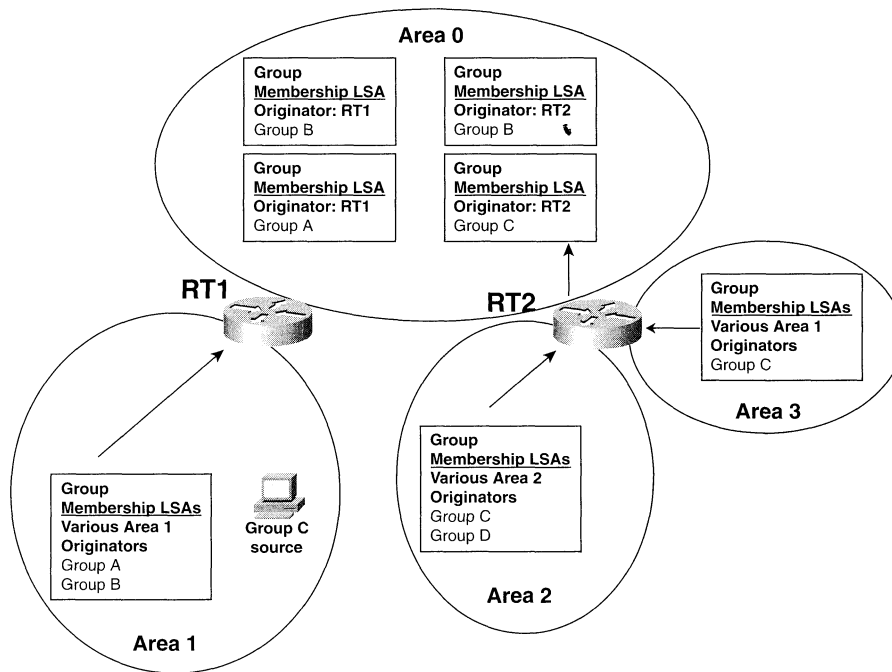 Area 0
Group
Membership LSA
Originator: RT1
Group B
Group
Membership LSA
Originator: RT2
Group B
Group
Membership LSA
Originator: RT1
Group A
Group
Membership LSA
Originator: RT2
Group C
RT1
RT2
Group
Membership LSAs
Various Area 1
Originators
Group C
Area 3
Group
Membership LSAs
Various Area 1
Originators
Group A
Group B
Group C
source
Area 1
Group
Membership LSAs
Various Area 2
Originators
Group C
Group D
Area 2